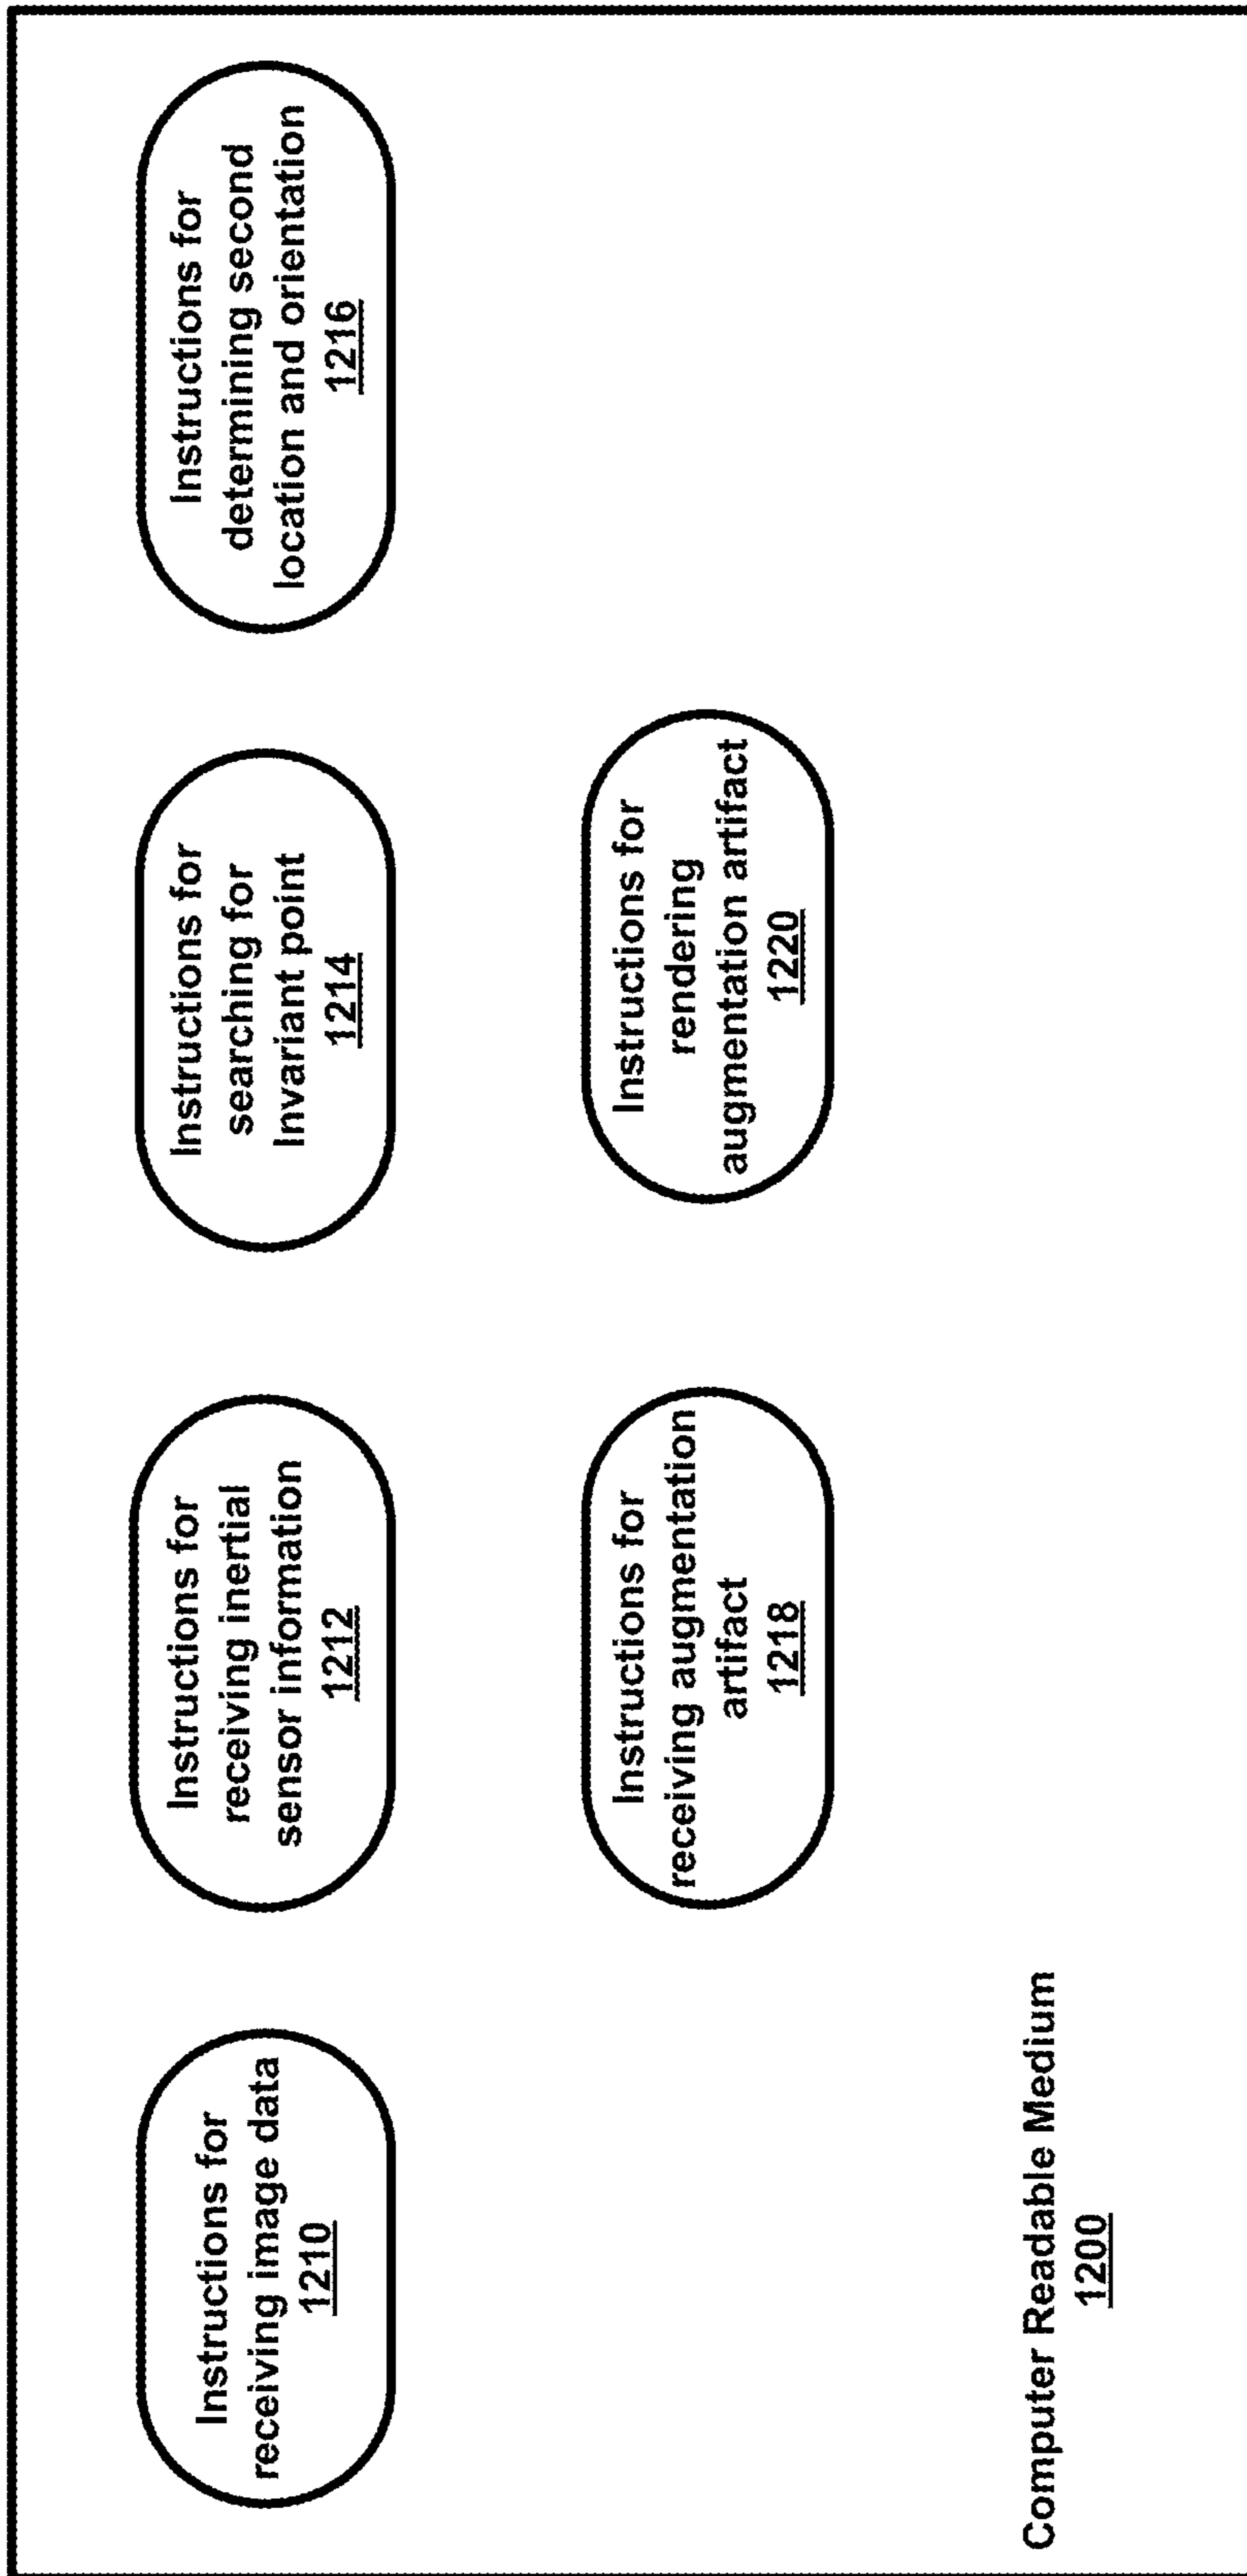 Instructions for
receiving image data
1210
Instructions for
receiving inertial
sensor information
1212
Instructions for
searching for
Invariant point
1214
Instructions for
determining second
location and orientation
1216
Instructions for
receiving augmentation
artifact
1218
Instructions for
rendering
augmentation artifact
1220
Computer Readable Medium
1200